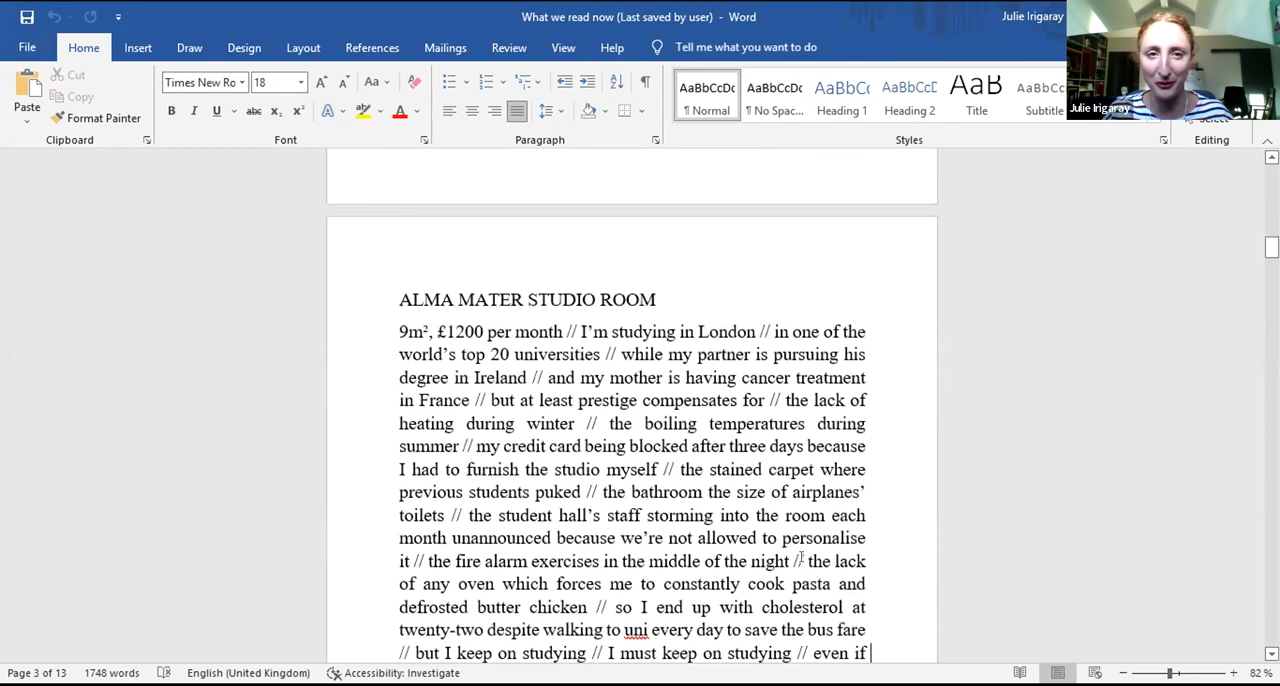 What we read now (Last saved by user) - Word
Julie Irigaray
File Home Insert Draw Design Layout References Mailings Review View Help Tell me what you want to do
Paste
Cut
Copy
Format Painter
Clipboard
Times New Ro 18
Aa
B I U abc x₂ x²
A A
Font
Paragraph
AaBbCcDc AaBbCcDc AaBbCc AaBbCcD AaB AaBbCc
¶ Normal ¶ No Spac... Heading 1 Heading 2 Title Subtitle
Styles
Editing
Julie Irigaray
ALMA MATER STUDIO ROOM
9m², £1200 per month // I’m studying in London // in one of the
world’s top 20 universities // while my partner is pursuing his
degree in Ireland // and my mother is having cancer treatment
in France // but at least prestige compensates for // the lack of
heating during winter // the boiling temperatures during
summer // my credit card being blocked after three days because
I had to furnish the studio myself // the stained carpet where
previous students puked // the bathroom the size of airplanes’
toilets // the student hall’s staff storming into the room each
month unannounced because we’re not allowed to personalise
it // the fire alarm exercises in the middle of the night // the lack
of any oven which forces me to constantly cook pasta and
defrosted butter chicken // so I end up with cholesterol at
twenty-two despite walking to uni every day to save the bus fare
// but I keep on studying // I must keep on studying // even if
Page 3 of 13 1748 words English (United Kingdom) Accessibility: Investigate 82 %